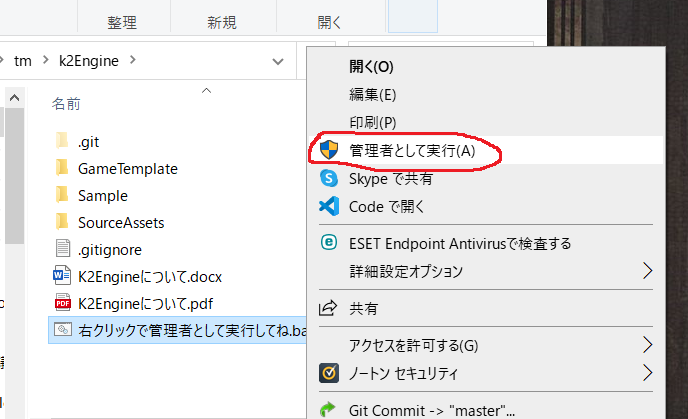 整理
新規
開く
tm
k2Engine
名前
.git
GameTemplate
Sample
SourceAssets
.gitignore
K2Engineについて.docx
K2Engineについて.pdf
右クリックで管理者として実行してね.ba
開く(O)
編集(E)
印刷(P)
管理者として実行(A)
Skype で共有
Code で開く
ESET Endpoint Antivirusで検査する
詳細設定オプション
共有
アクセスを許可する(G)
ノートン セキュリティ
Git Commit -> "master"...